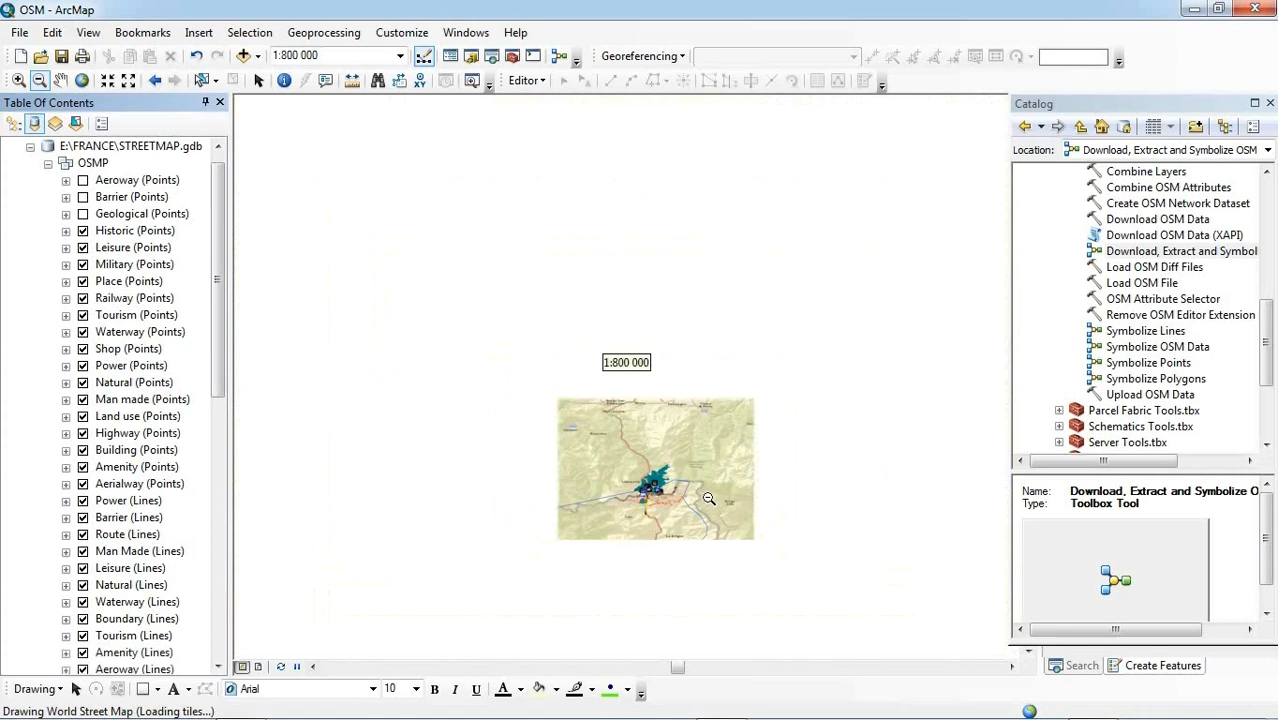 OSM - ArcMap
File Edit View Bookmarks Insert Selection Geoprocessing Customize Windows Help
1:800 000
Georeferencing
Editor
Table Of Contents
E:\FRANCE\STREETMAP.gdb
OSMP
Aeroway (Points)
Barrier (Points)
Geological (Points)
Historic (Points)
Leisure (Points)
Military (Points)
Place (Points)
Railway (Points)
Tourism (Points)
Waterway (Points)
Shop (Points)
Power (Points)
Natural (Points)
Man made (Points)
Land use (Points)
Highway (Points)
Building (Points)
Amenity (Points)
Aerialway (Points)
Power (Lines)
Barrier (Lines)
Route (Lines)
Man Made (Lines)
Leisure (Lines)
Natural (Lines)
Waterway (Lines)
Boundary (Lines)
Tourism (Lines)
Amenity (Lines)
Aeroway (Lines)
1:800 000
Catalog
Location: Download, Extract and Symbolize OSM
Combine Layers
Combine OSM Attributes
Create OSM Network Dataset
Download OSM Data
Download OSM Data (XAPI)
Download, Extract and Symbol
Load OSM Diff Files
Load OSM File
OSM Attribute Selector
Remove OSM Editor Extension
Symbolize Lines
Symbolize OSM Data
Symbolize Points
Symbolize Polygons
Upload OSM Data
Parcel Fabric Tools.tbx
Schematics Tools.tbx
Server Tools.tbx
Name: Download, Extract and Symbolize O
Type: Toolbox Tool
Search Create Features
Drawing A Arial 10 B I U A
Drawing World Street Map (Loading tiles...)